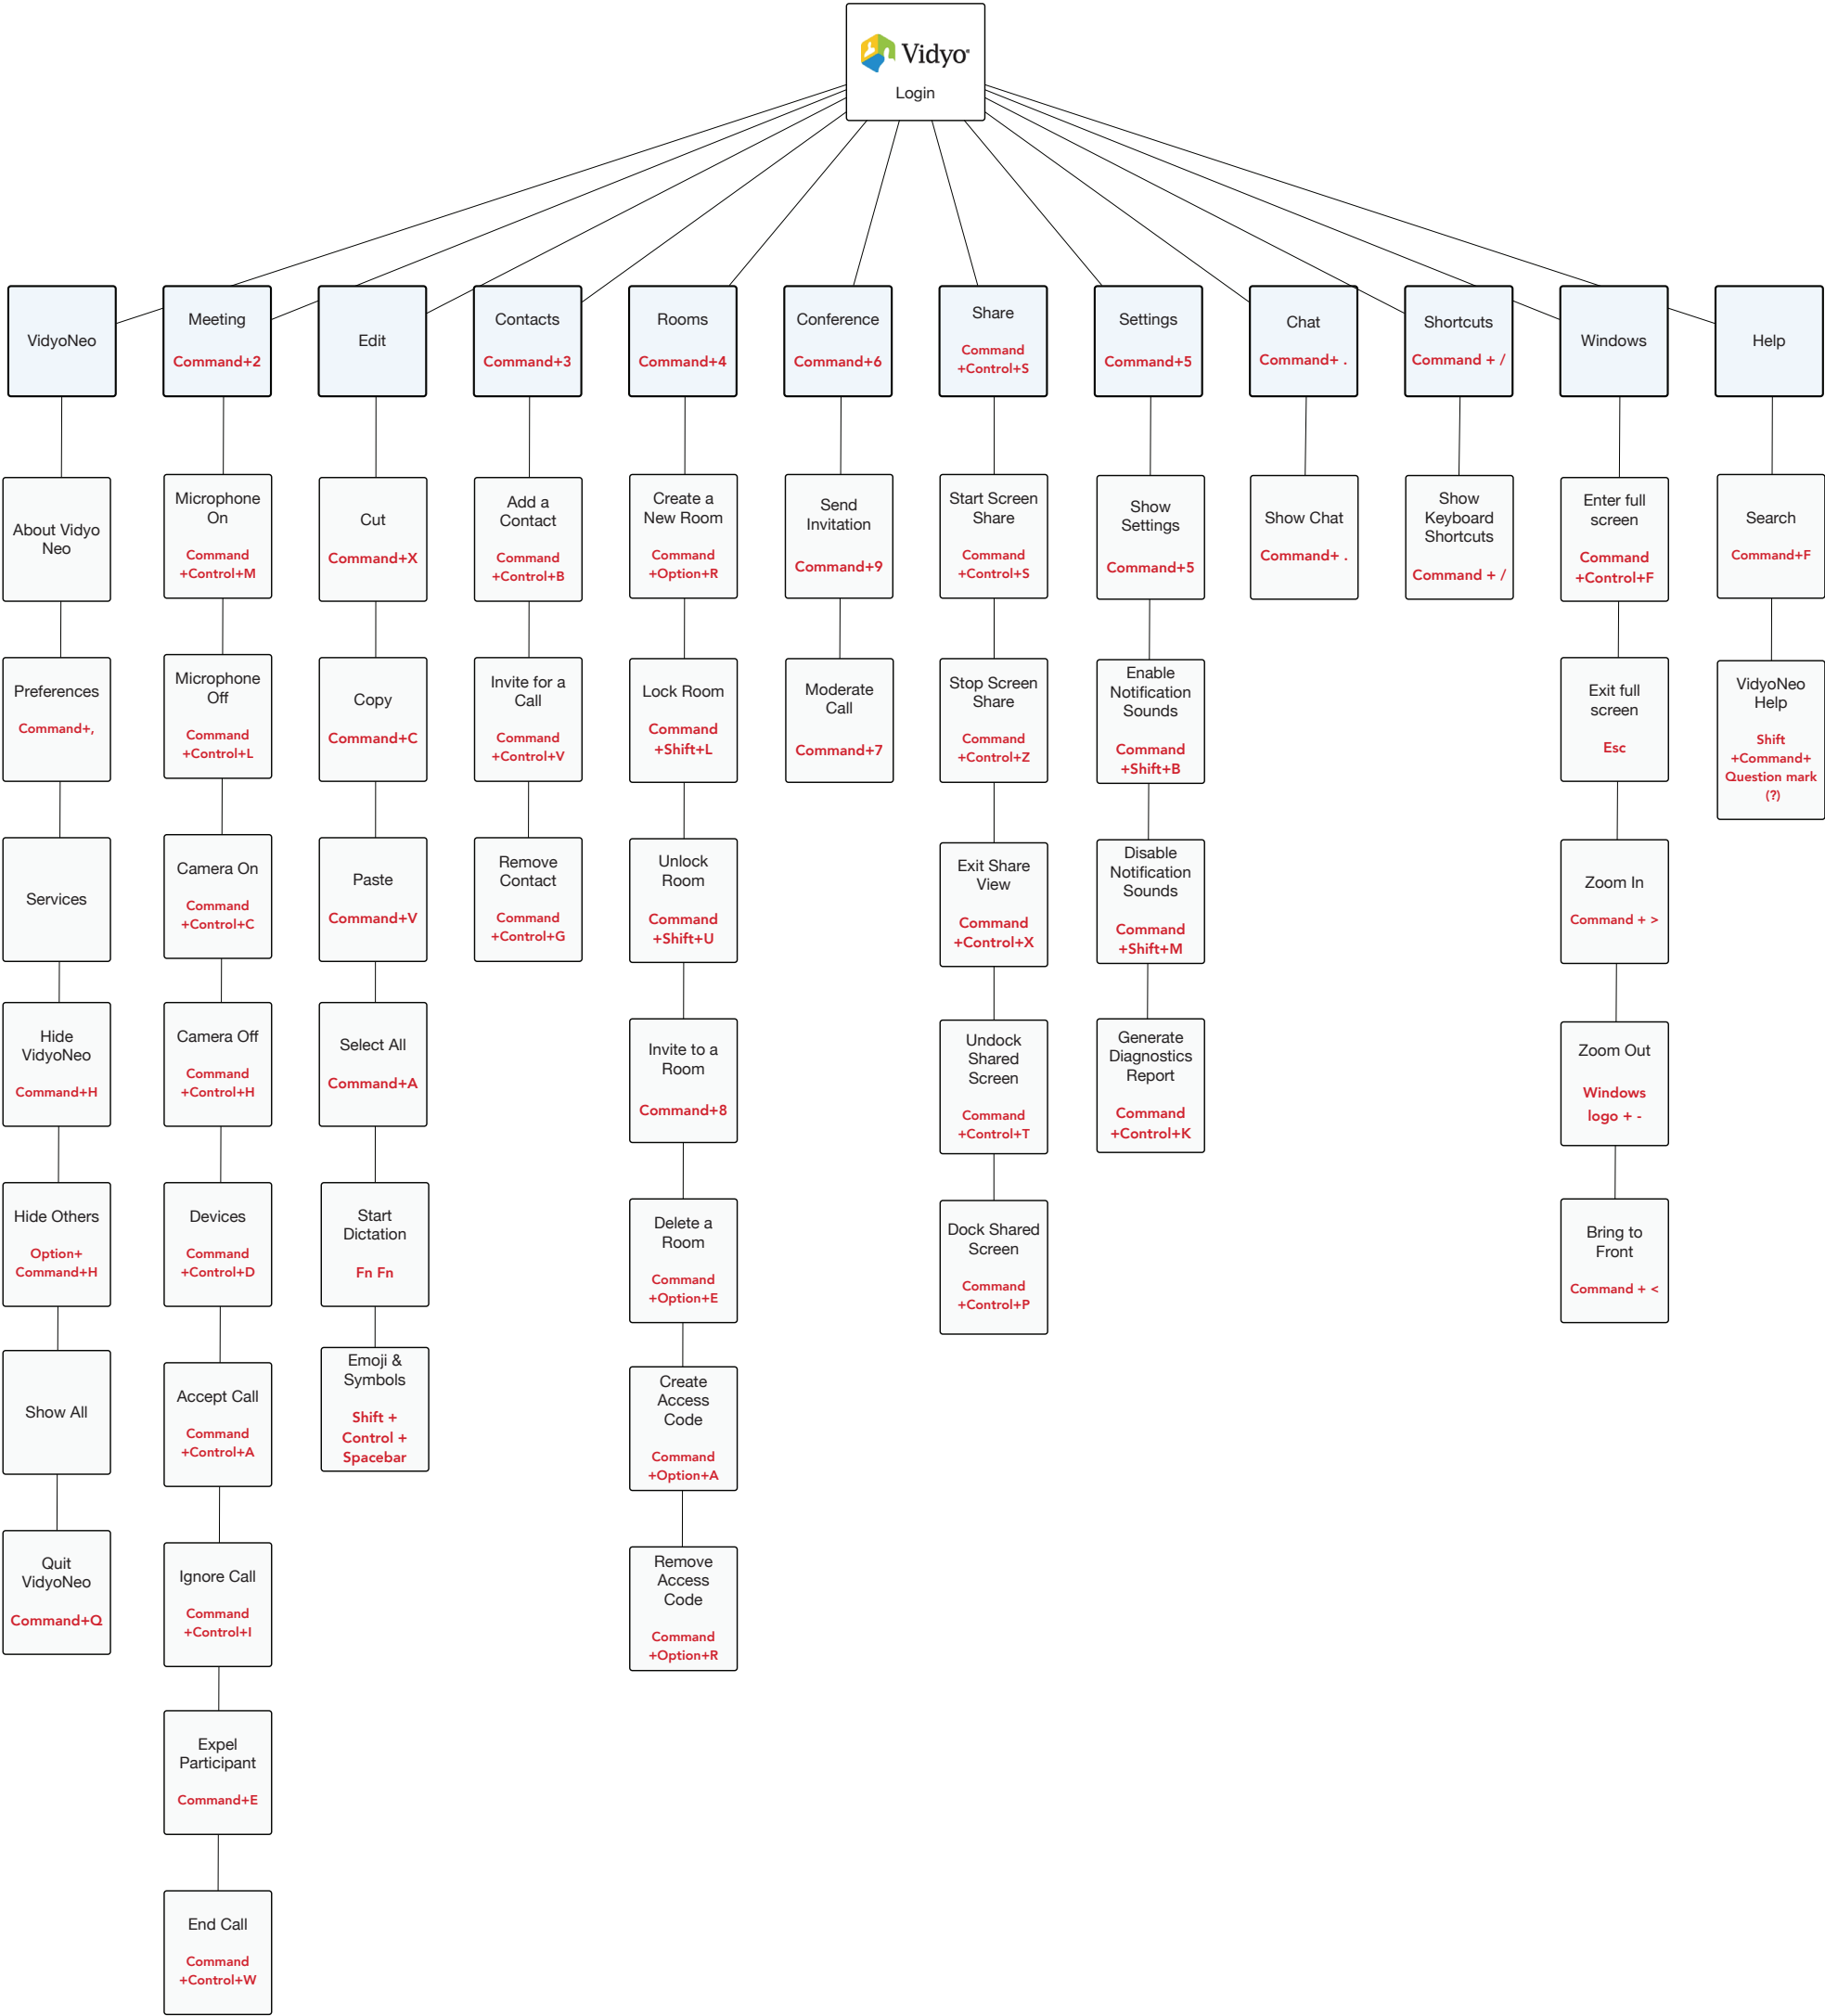 Vidyo®
Login
VidyoNeo
About Vidyo
Neo
Preferences
Command+,
Services
Hide
VidyoNeo
Command+H
Hide Others
Option+
Command+H
Show All
Quit
VidyoNeo
Command+Q
Meeting
Command+2
Microphone
On
Command
+Control+M
Microphone
Off
Command
+Control+L
Camera On
Command
+Control+C
Camera Off
Command
+Control+H
Devices
Command
+Control+D
Accept Call
Command
+Control+A
Ignore Call
Command
+Control+I
Expel
Participant
Command+E
End Call
Command
+Control+W
Edit
Cut
Command+X
Copy
Command+C
Paste
Command+V
Select All
Command+A
Start
Dictation
Fn Fn
Emoji &
Symbols
Shift +
Control +
Spacebar
Contacts
Command+3
Add a
Contact
Command
+Control+B
Invite for a
Call
Command
+Control+V
Remove
Contact
Command
+Control+G
Rooms
Command+4
Create a
New Room
Command
+Option+R
Lock Room
Command
+Shift+L
Unlock
Room
Command
+Shift+U
Invite to a
Room
Command+8
Delete a
Room
Command
+Option+E
Create
Access
Code
Command
+Option+A
Remove
Access
Code
Command
+Option+R
Conference
Command+6
Send
Invitation
Command+9
Moderate
Call
Command+7
Share
Command
+Control+S
Start Screen
Share
Command
+Control+S
Stop Screen
Share
Command
+Control+Z
Exit Share
View
Command
+Control+X
Undock
Shared
Screen
Command
+Control+T
Dock Shared
Screen
Command
+Control+P
Settings
Command+5
Show
Settings
Command+5
Enable
Notification
Sounds
Command
+Shift+B
Disable
Notification
Sounds
Command
+Shift+M
Generate
Diagnostics
Report
Command
+Control+K
Chat
Command+ .
Show Chat
Command+ .
Shortcuts
Command + /
Show
Keyboard
Shortcuts
Command + /
Windows
Enter full
screen
Command
+Control+F
Exit full
screen
Esc
Zoom In
Command + >
Zoom Out
Windows
logo + -
Bring to
Front
Command + <
Help
Search
Command+F
VidyoNeo
Help
Shift
+Command+
Question mark
(?)